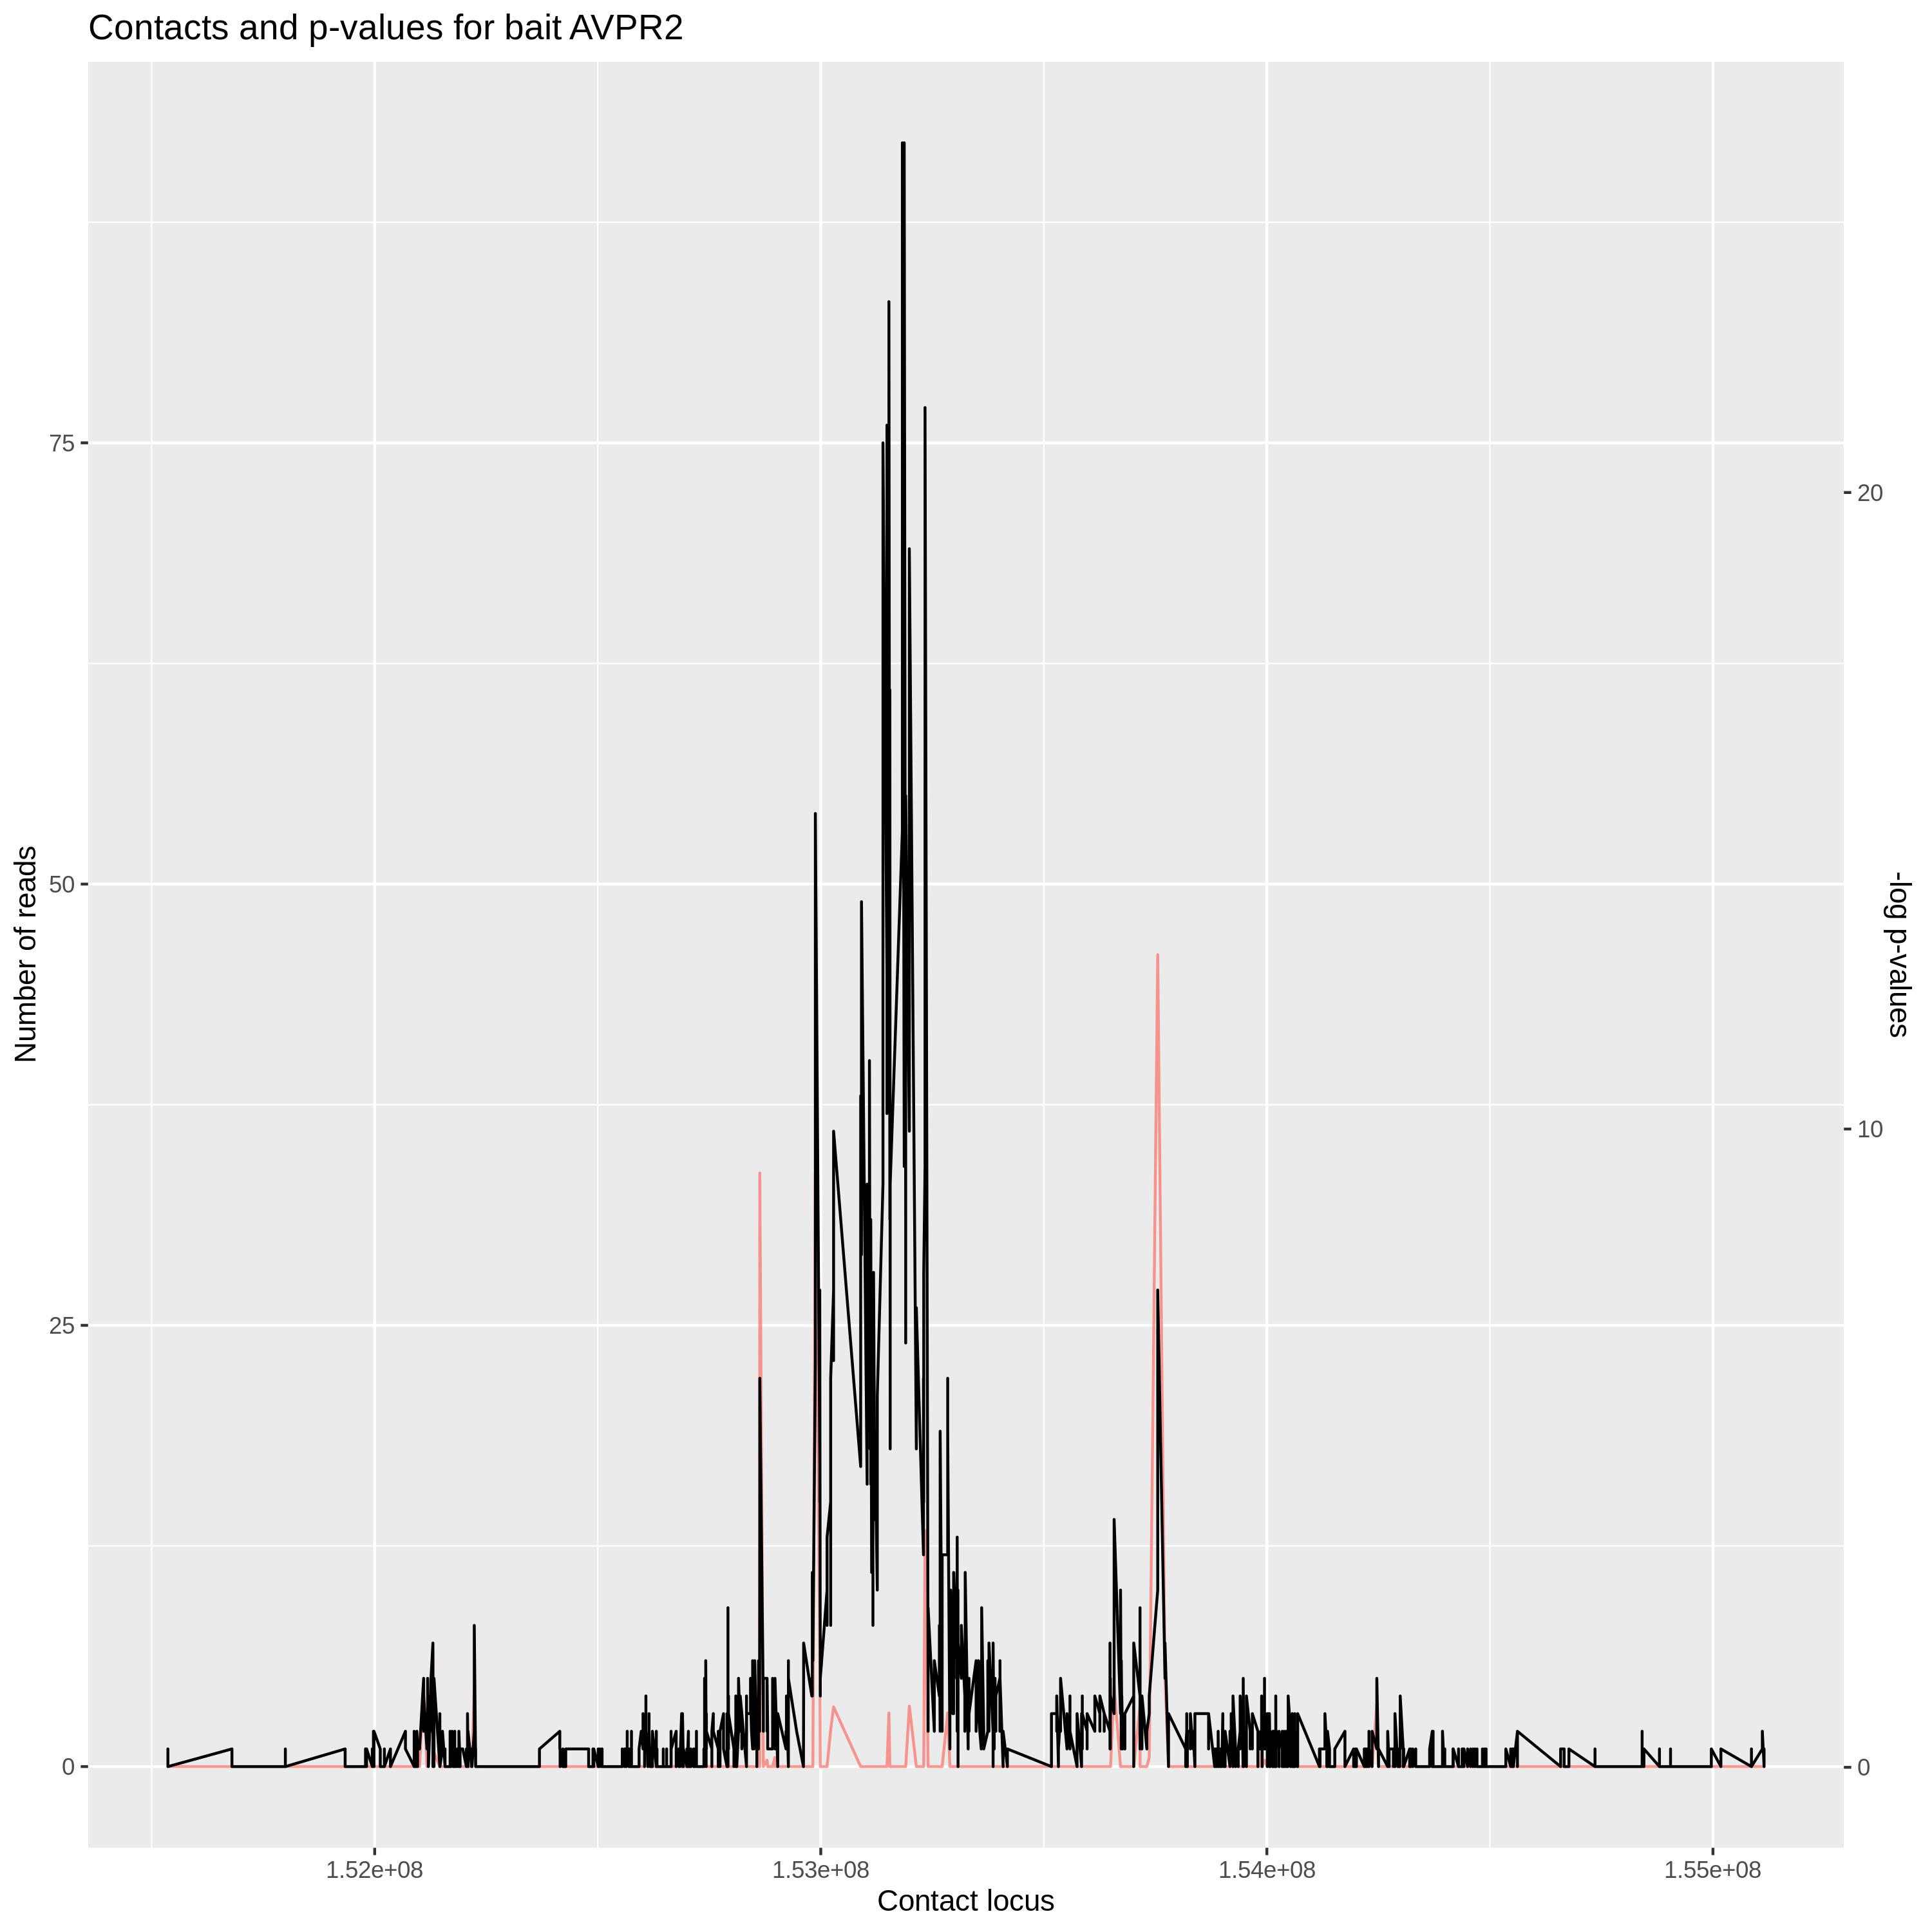 Contacts and p-values for bait AVPR2
Number of reads
75
50
25
0
20
10
0
-log p-values
1.52e+08
1.53e+08
1.54e+08
1.55e+08
Contact locus